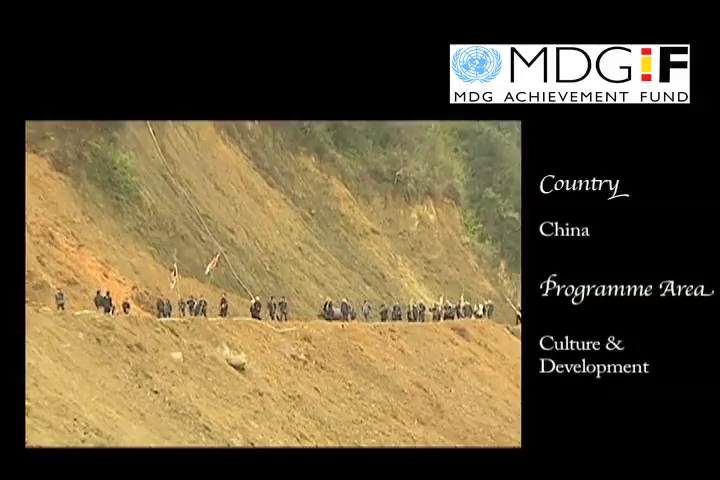 MDG F
MDG ACHIEVEMENT FUND
Country
China
Programme Area
Culture &
Development